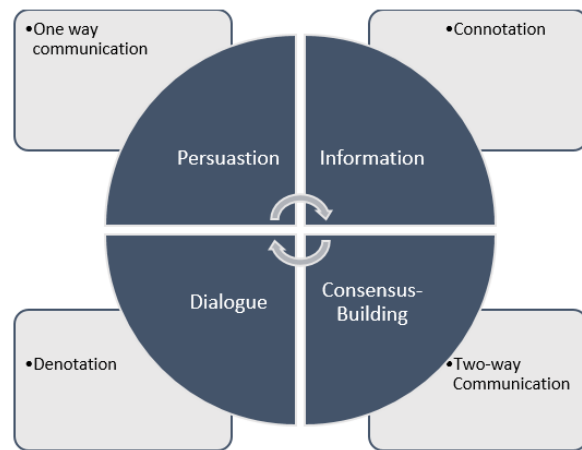 •One way
communication
•Connotation
Persuastion
Information
Dialogue
Consensus-
Building
•Denotation
•Two-way
Communication